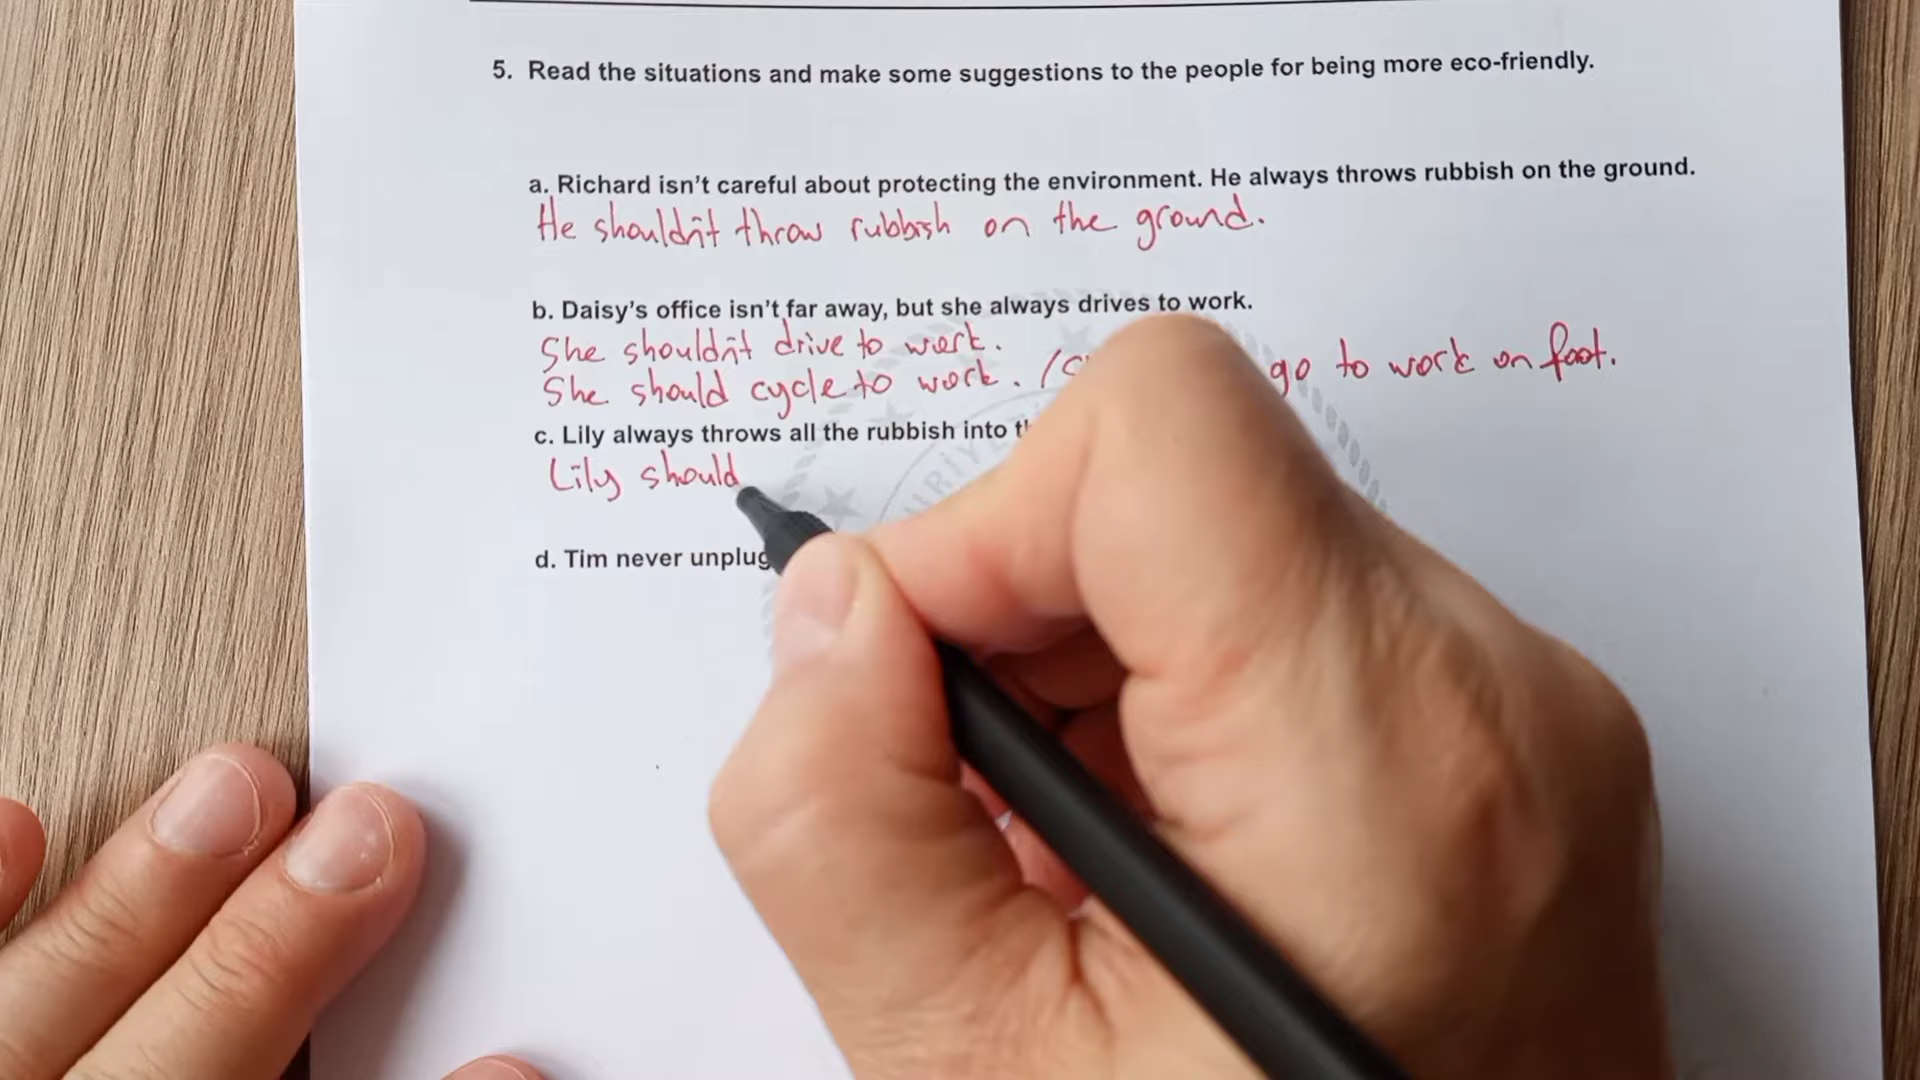 5. Read the situations and make some suggestions to the people for being more eco-friendly.
a. Richard isn't careful about protecting the environment. He always throws rubbish on the ground.
He shouldn't throw rubbish on the ground.
b. Daisy's office isn't far away, but she always drives to work.
She shouldn't drive to work.
She should cycle to work. / go to work on foot.
c. Lily always throws all the rubbish into
Lily should
d. Tim never